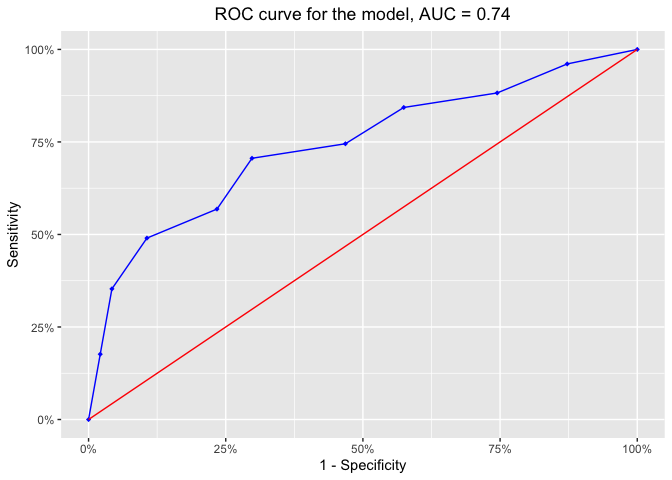 ROC curve for the model, AUC = 0.74
100%
75%
50%
25%
0%
Sensitivity
0% 25% 50% 75% 100%
1 - Specificity